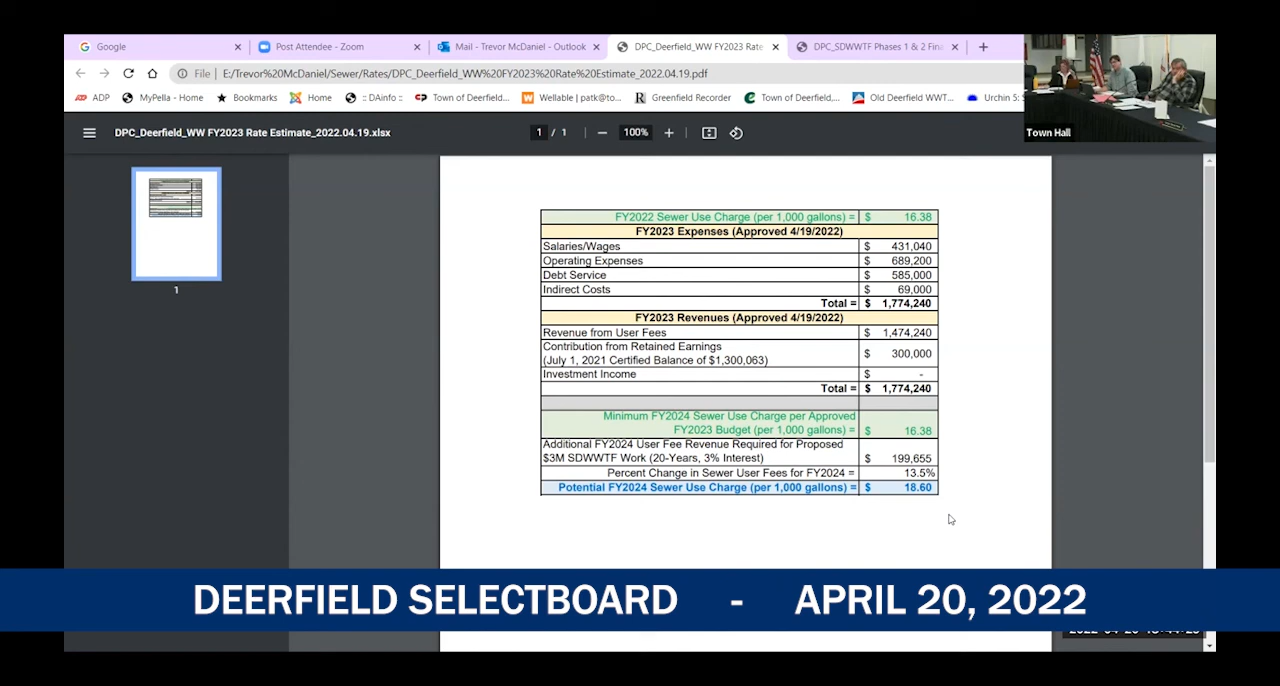 Google
Post Attendee - Zoom
Mail - Trevor McDaniel - Outlook
DPC_Deerfield_WW FY2023 Rate
DPC_SDWWTF Phases 1 & 2 Fina
File
E:/Trevor%20McDaniel/Sewer/Rates/DPC_Deerfield_WW%20FY2023%20Rate%20Estimate_2022.04.19.pdf
ADP
MyPella - Home
Bookmarks
Home
:: DAinfo ::
Town of Deerfield...
Wellable | patk@to...
Greenfield Recorder
Town of Deerfield,...
Old Deerfield WWT...
Urchin 5:
DPC_Deerfield_WW FY2023 Rate Estimate_2022.04.19.xlsx
1 / 1
100%
Town Hall
1
FY2022 Sewer Use Charge (per 1,000 gallons) = $ 16.38
FY2023 Expenses (Approved 4/19/2022)
Salaries/Wages $ 431,040
Operating Expenses $ 689,200
Debt Service $ 585,000
Indirect Costs $ 69,000
Total = $ 1,774,240
FY2023 Revenues (Approved 4/19/2022)
Revenue from User Fees $ 1,474,240
Contribution from Retained Earnings
(July 1, 2021 Certified Balance of $1,300,063) $ 300,000
Investment Income $ -
Total = $ 1,774,240
Minimum FY2024 Sewer Use Charge per Approved
FY2023 Budget (per 1,000 gallons) = $ 16.38
Additional FY2024 User Fee Revenue Required for Proposed
$3M SDWWTF Work (20-Years, 3% Interest) $ 199,655
Percent Change in Sewer User Fees for FY2024 = 13.5%
Potential FY2024 Sewer Use Charge (per 1,000 gallons) = $ 18.60
DEERFIELD SELECTBOARD - APRIL 20, 2022